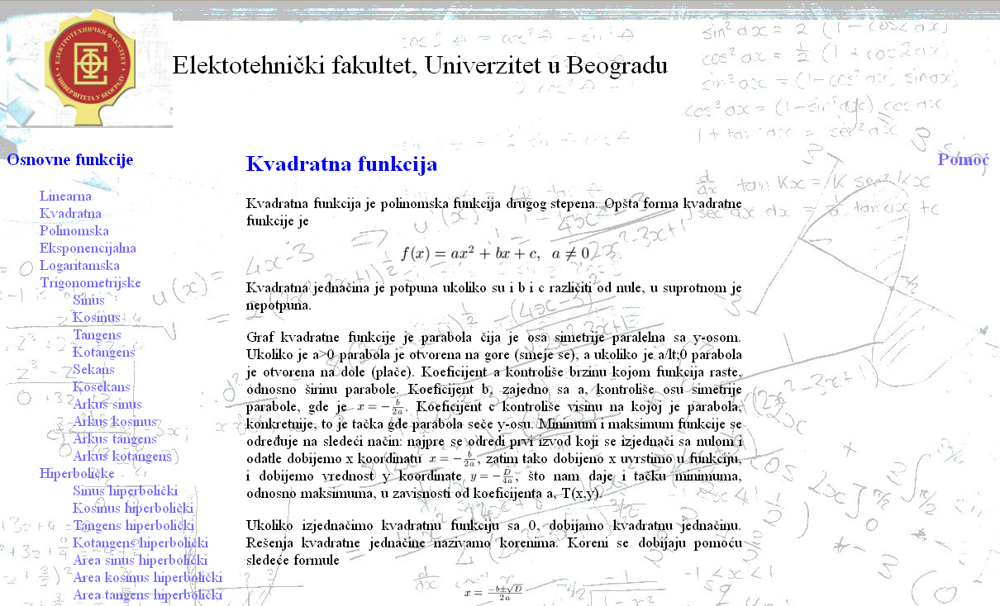 ЕЛЕКТРОТЕХНИЧКИ ФАКУЛТЕТ
УНИВЕРЗИТЕТА У БЕОГРАДУ
Elektotehnički fakultet, Univerzitet u Beogradu
Osnovne funkcije
Linearna
Kvadratna
Polinomska
Eksponencijalna
Logaritamska
Trigonometrijske
Sinus
Kosinus
Tangens
Kotangens
Sekans
Kosekans
Arkus sinus
Arkus kosinus
Arkus tangens
Arkus kotangens
Hiperboličke
Sinus hiperbolički
Kosinus hiperbolički
Tangens hiperbolički
Kotangens hiperbolički
Area sinus hiperbolički
Area kosinus hiperbolički
Area tangens hiperbolički
Kvadratna funkcija
Kvadratna funkcija je polinomska funkcija drugog stepena. Opšta forma kvadratne
funkcije je
f(x) = ax² + bx + c, a ≠ 0
Kvadratna jednačina je potpuna ukoliko su i b i c različiti od nule, u suprotnom je
nepotpuna.
Graf kvadratne funkcije je parabola čija je osa simetrije paralelna sa y-osom.
Ukoliko je a>0 parabola je otvorena na gore (smeje se), a ukoliko je a/lt;0 parabola
je otvorena na dole (plače). Koeficijent a kontroliše brzinu kojom funkcija raste,
odnosno širinu parabole. Koeficijent b, zajedno sa a, kontroliše osu simetrije
parabole, gde je x = −b/2a. Koeficijent c kontroliše visinu na kojoj je parabola,
konkretnije, to je tačka gde parabola seče y-osu. Minimum i maksimum funkcije se
određuje na sledeći način: najpre se odredi prvi izvod koji se izjednači sa nulom i
odatle dobijemo x koordinatu x = −b/2a, zatim tako dobijeno x uvrstimo u funkciju,
i dobijemo vrednost y koordinate y = −D/4a, što nam daje i tačku minimuma,
odnosno maksimuma, u zavisnosti od koeficijenta a, T(x,y).
Ukoliko izjednačimo kvadratnu funkciju sa 0, dobijamo kvadratnu jednačinu.
Rešenja kvadratne jednačine nazivamo korenima. Koreni se dobijaju pomoću
sledeće formule
x = −b±√D/2a
Pomoć